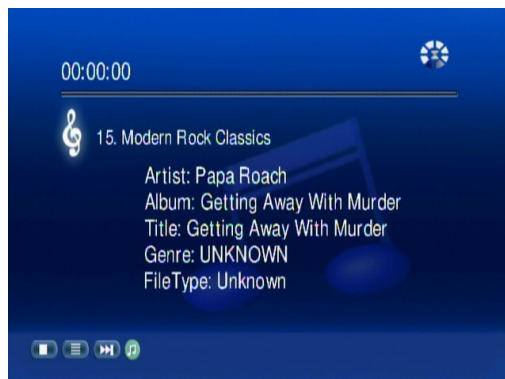 00:00:00
15. Modern Rock Classics
Artist: Papa Roach
Album: Getting Away With Murder
Title: Getting Away With Murder
Genre: UNKNOWN
FileType: Unknown